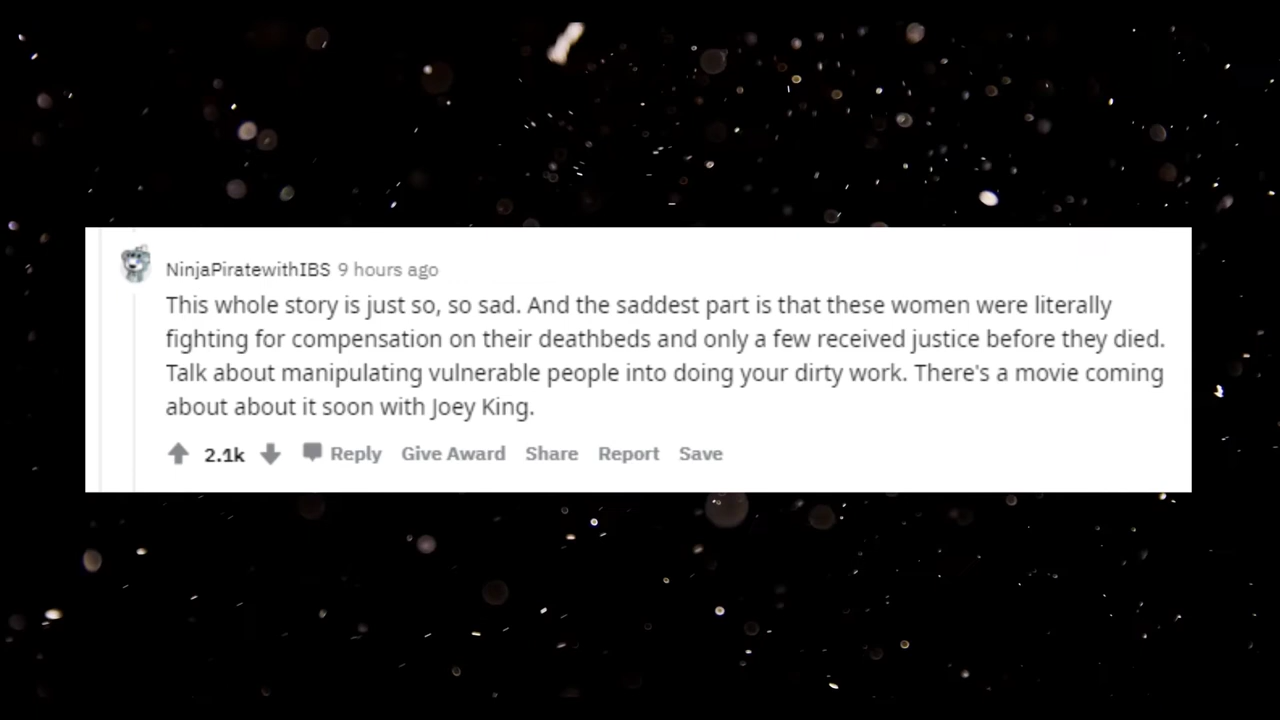 NinjaPiratewithIBS 9 hours ago
This whole story is just so, so sad. And the saddest part is that these women were literally
fighting for compensation on their deathbeds and only a few received justice before they died.
Talk about manipulating vulnerable people into doing your dirty work. There's a movie coming
about about it soon with Joey King.
2.1k Reply Give Award Share Report Save